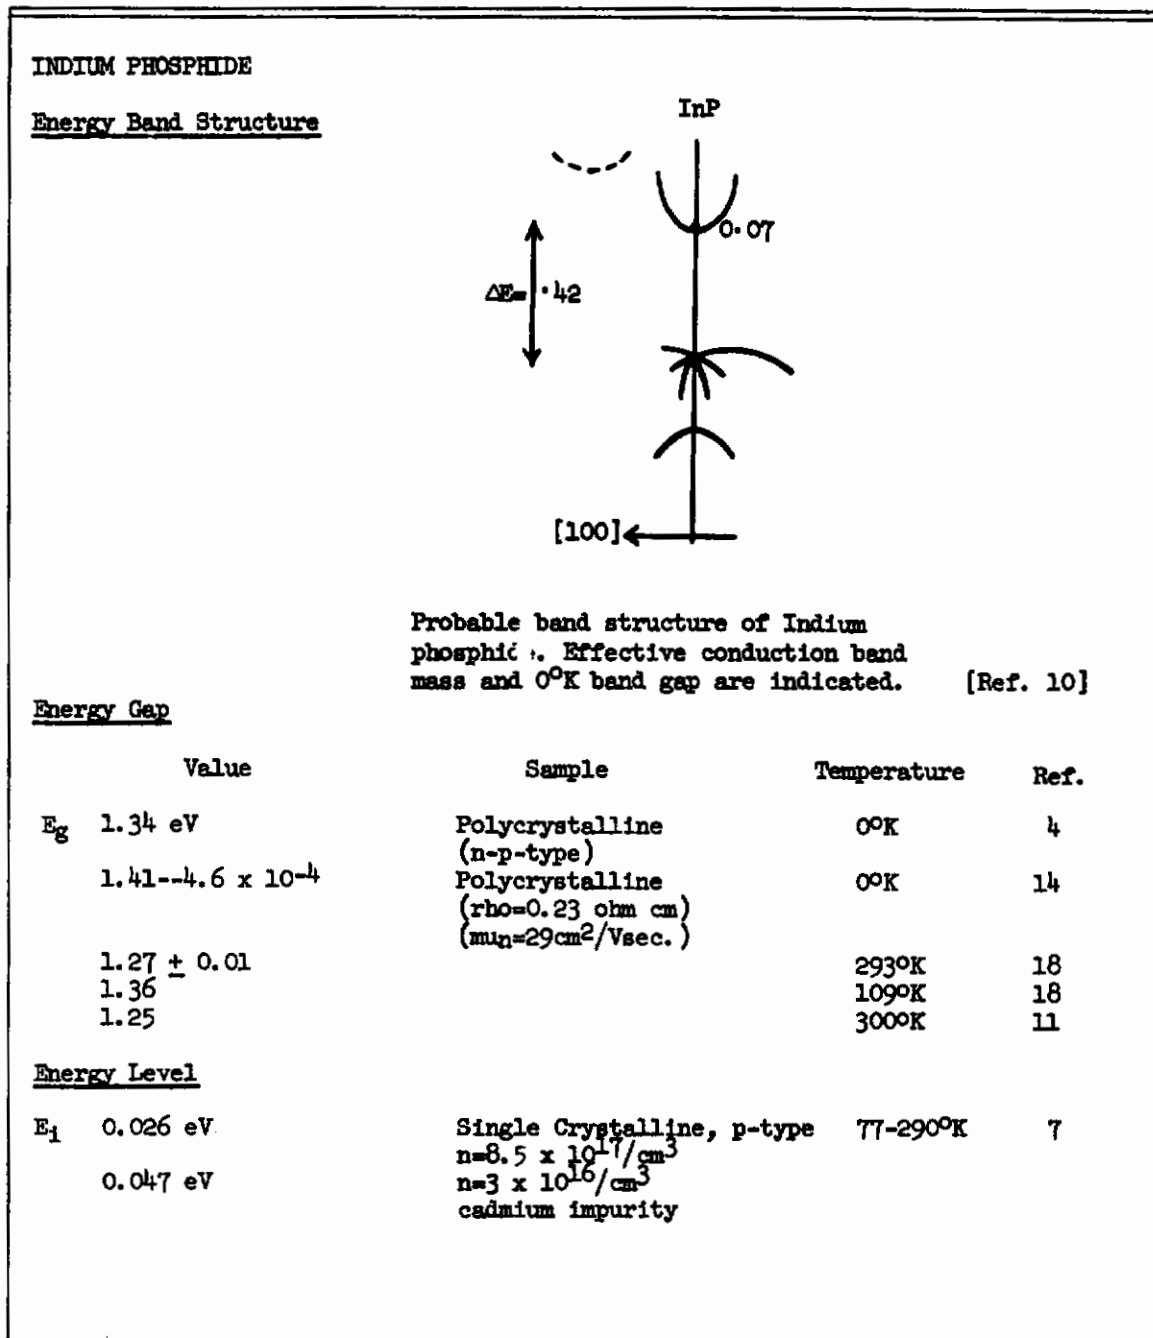 INDIUM PHOSPHIDE
Energy Band Structure
InP
0.07
ΔE= .42
[100]
Probable band structure of Indium
phosphid . Effective conduction band
mass and 0°K band gap are indicated. [Ref. 10]
Energy Gap
Value Sample Temperature Ref.
Eg 1.34 eV Polycrystalline 0°K 4
(n-p-type)
1.41--4.6 x 10-4 Polycrystalline 0°K 14
(rho=0.23 ohm cm)
(mun=29cm2/Vsec.)
1.27 ± 0.01 293°K 18
1.36 109°K 18
1.25 300°K 11
Energy Level
Ei 0.026 eV Single Crystalline, p-type 77-290°K 7
n=8.5 x 10^17/cm3
0.047 eV n=3 x 10^16/cm3
cadmium impurity